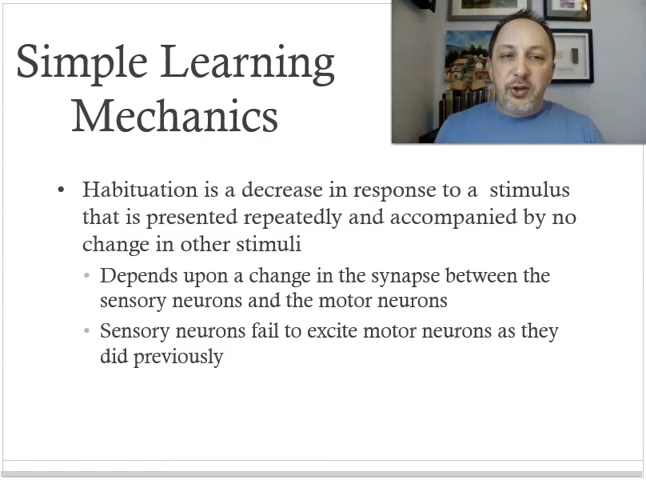 Simple Learning
Mechanics
• Habituation is a decrease in response to a stimulus
that is presented repeatedly and accompanied by no
change in other stimuli
• Depends upon a change in the synapse between the
sensory neurons and the motor neurons
• Sensory neurons fail to excite motor neurons as they
did previously